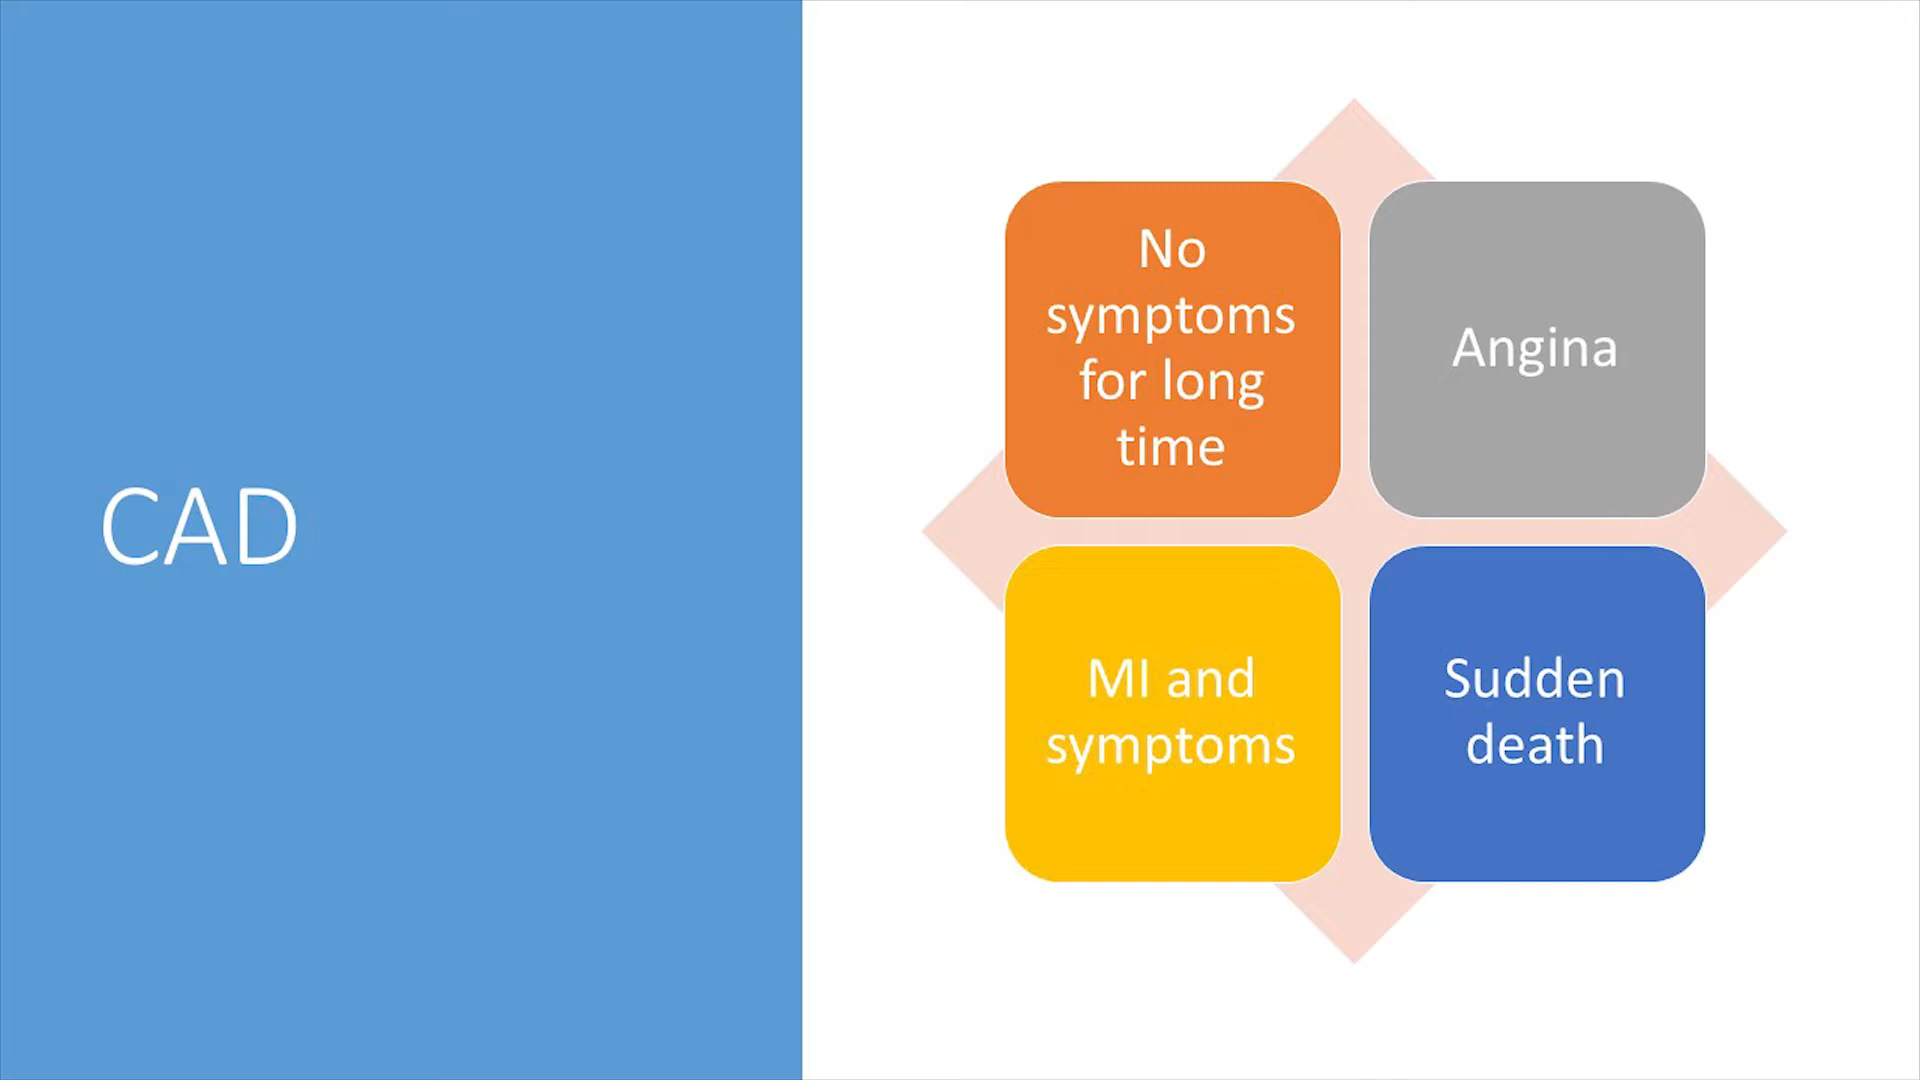 CAD
No
symptoms
for long
time
Angina
MI and
symptoms
Sudden
death